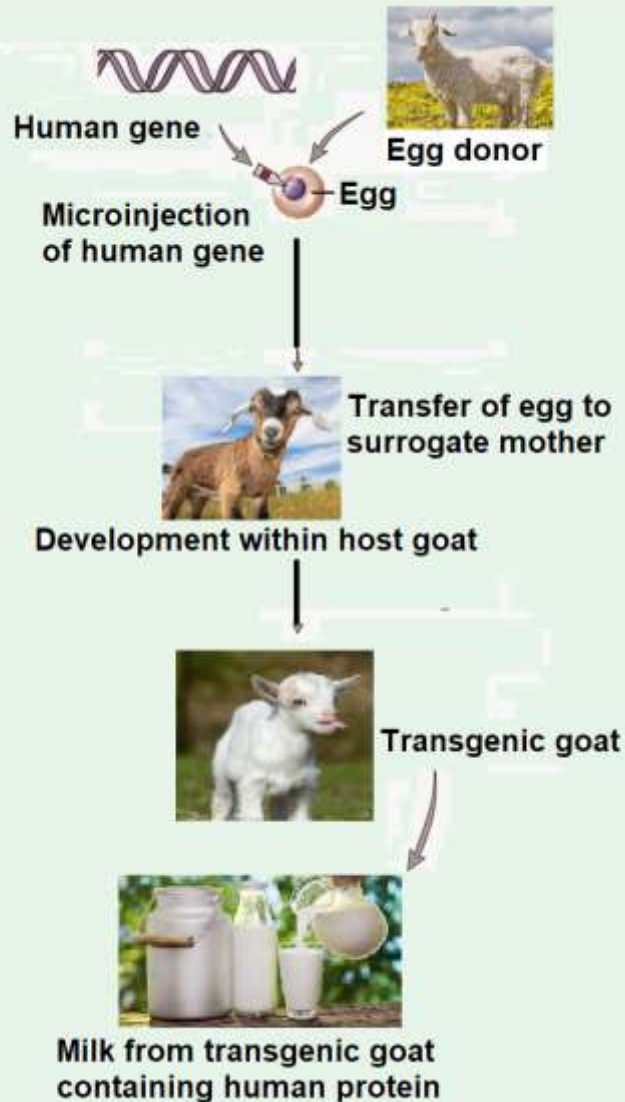 Human gene
Egg donor
Egg
Microinjection
of human gene
Transfer of egg to
surrogate mother
Development within host goat
Transgenic goat
Milk from transgenic goat
containing human protein